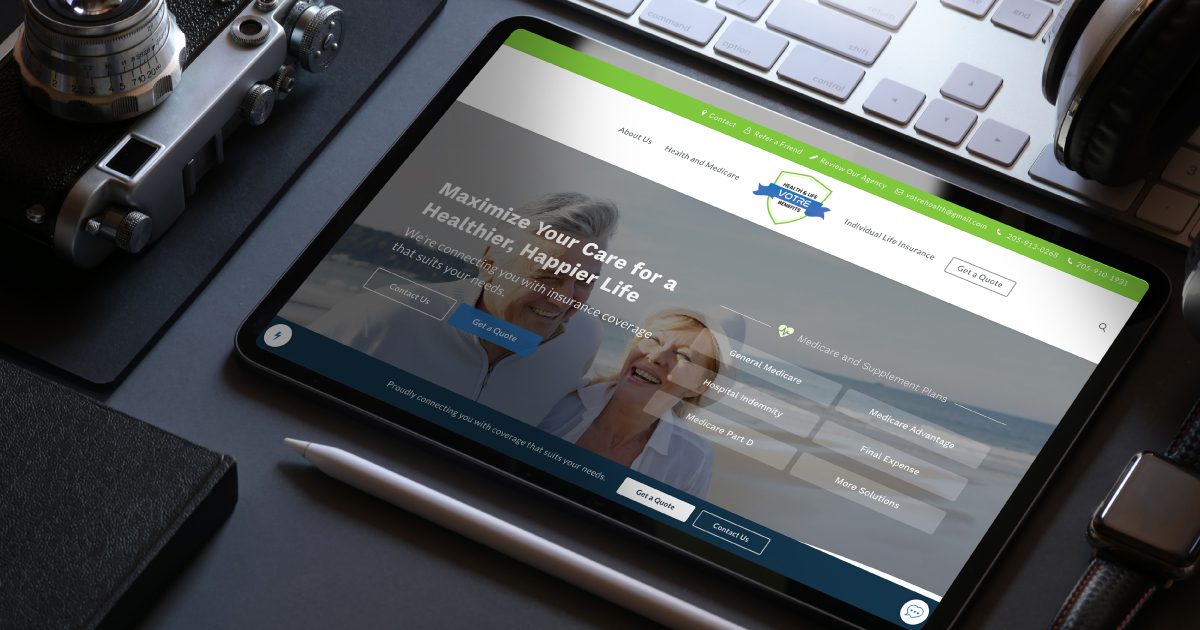 command
option
shift
control
return
end
Contact
Refer a Friend
Review Our Agency
votrehealth@gmail.com
205-913-0268
205-910-1931
About Us
Health and Medicare
HEALTH & LIFE
VOTRE
BENEFITS
Individual Life Insurance
Get a Quote
Maximize Your Care for a
Healthier, Happier Life
We're connecting you with insurance coverage
that suits your needs.
Contact Us
Get a Quote
Medicare and Supplement Plans
General Medicare
Medicare Advantage
Hospital Indemnity
Final Expense
Medicare Part D
More Solutions
Proudly connecting you with coverage that suits your needs.
Get a Quote
Contact Us